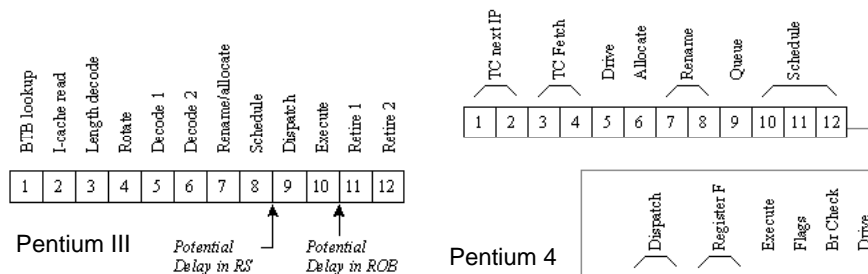 BTB lookup
I-cache read
Length decode
Rotate
Decode 1
Decode 2
Rename/allocate
Schedule
Dispatch
Execute
Retire 1
Retire 2
1 2 3 4 5 6 7 8 9 10 11 12
Pentium III
Potential
Delay in RS
Potential
Delay in ROB
TC next IP
TC Fetch
Drive
Allocate
Rename
Queue
Schedule
1 2 3 4 5 6 7 8 9 10 11 12
Pentium 4
Dispatch
Register F
Execute
Flags
Br Check
Drive